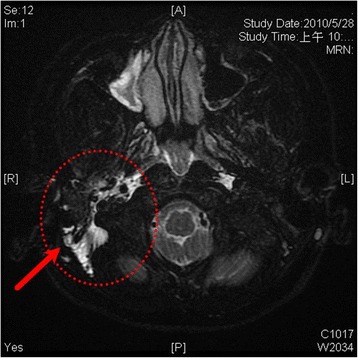 Se:12
Im:1
[A]
Study Date:2010/5/28
Study Time:上午 10:...
MRN:
[R]
[L]
Yes
[P]
C1017
W2034